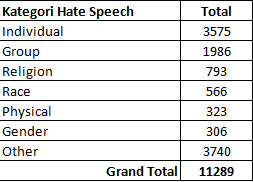 Kategori Hate Speech Total
Individual 3575
Group 1986
Religion 793
Race 566
Physical 323
Gender 306
Other 3740
Grand Total 11289